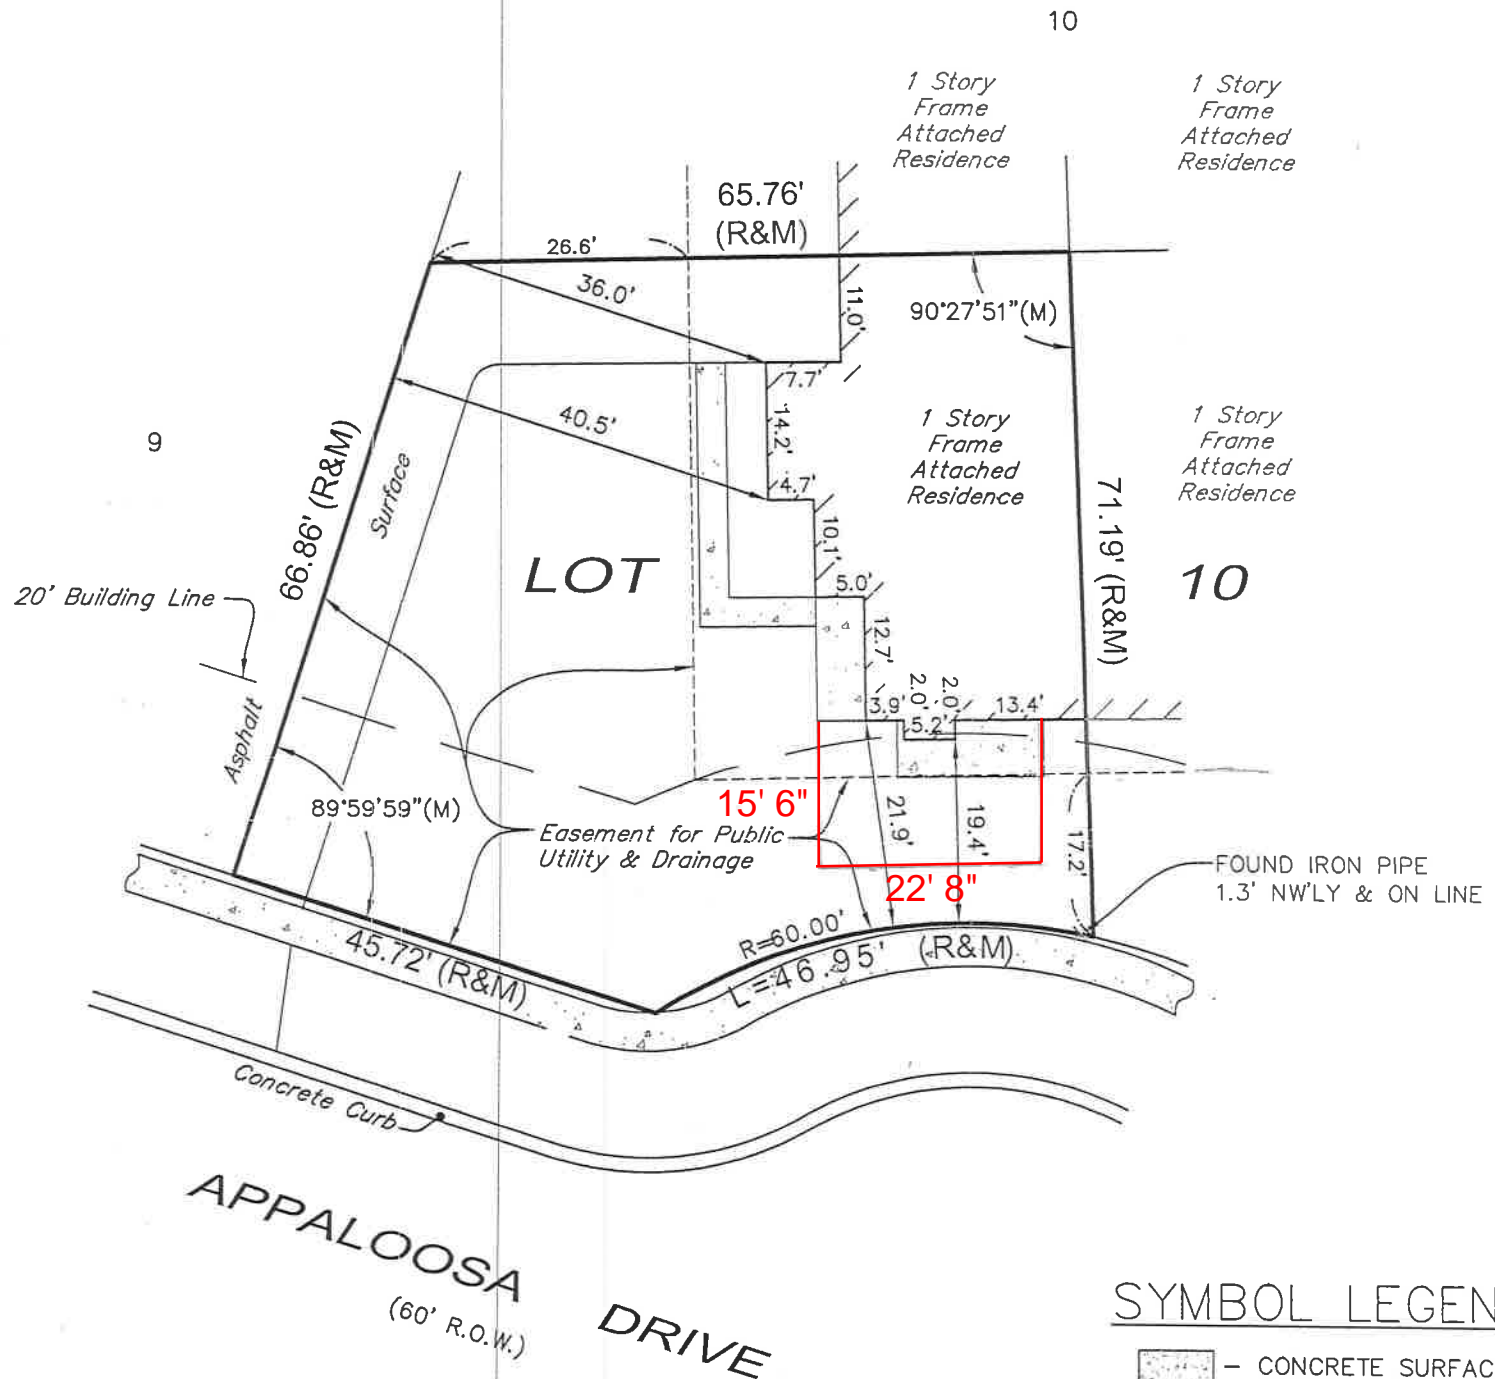 10
1 Story
Frame
Attached
Residence
1 Story
Frame
Attached
Residence
65.76'
(R&M)
26.6'
36.0'
11.0'
90°27'51"(M)
7.7'
14.2'
40.5'
4.7'
9
66.86' (R&M)
Surface
1 Story
Frame
Attached
Residence
1 Story
Frame
Attached
Residence
71.19' (R&M)
10.1'
LOT
10
5.0'
12.7'
20' Building Line
Asphalt
3.9'
2.0'
2.0'
5.2'
13.4'
89°59'59"(M)
15' 6"
Easement for Public
Utility & Drainage
21.9'
19.4'
17.2'
22' 8"
FOUND IRON PIPE
1.3' NW'LY & ON LINE
45.72' (R&M)
R=60.00'
L=46.95' (R&M)
Concrete Curb
APPALOOSA DRIVE
(60' R.O.W.)
SYMBOL LEGEN
- CONCRETE SURFAC